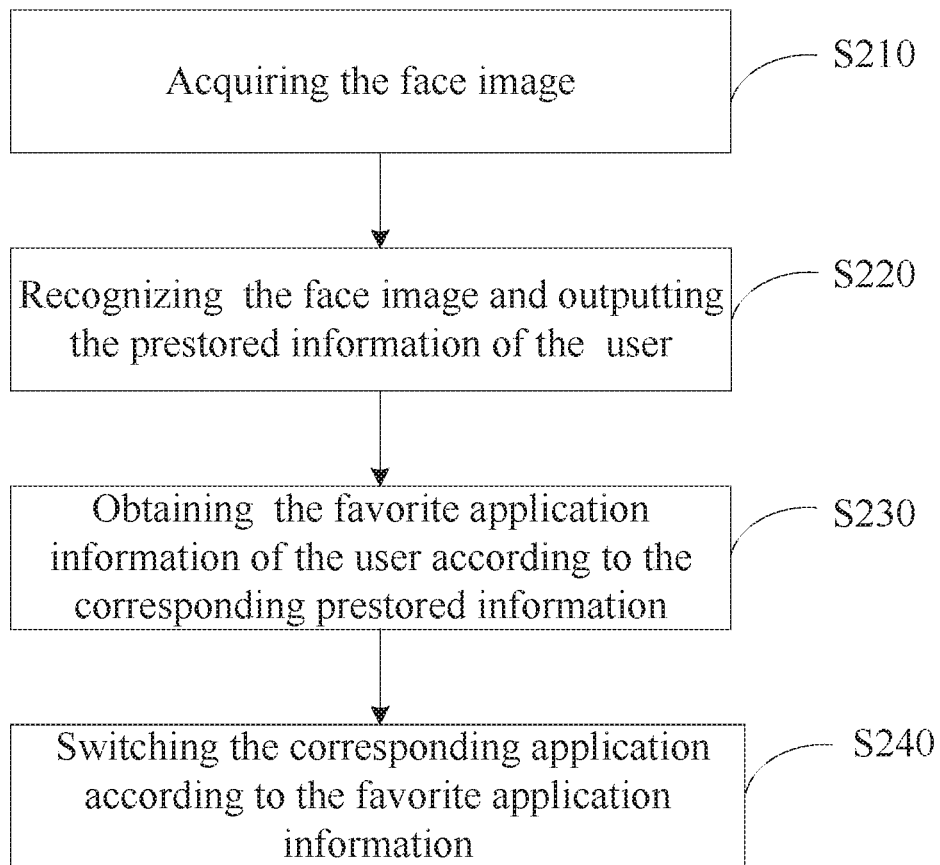 Acquiring the face image
S210
Recognizing the face image and outputting
the prestored information of the user
S220
Obtaining the favorite application
information of the user according to the
corresponding prestored information
S230
Switching the corresponding application
according to the favorite application
information
S240